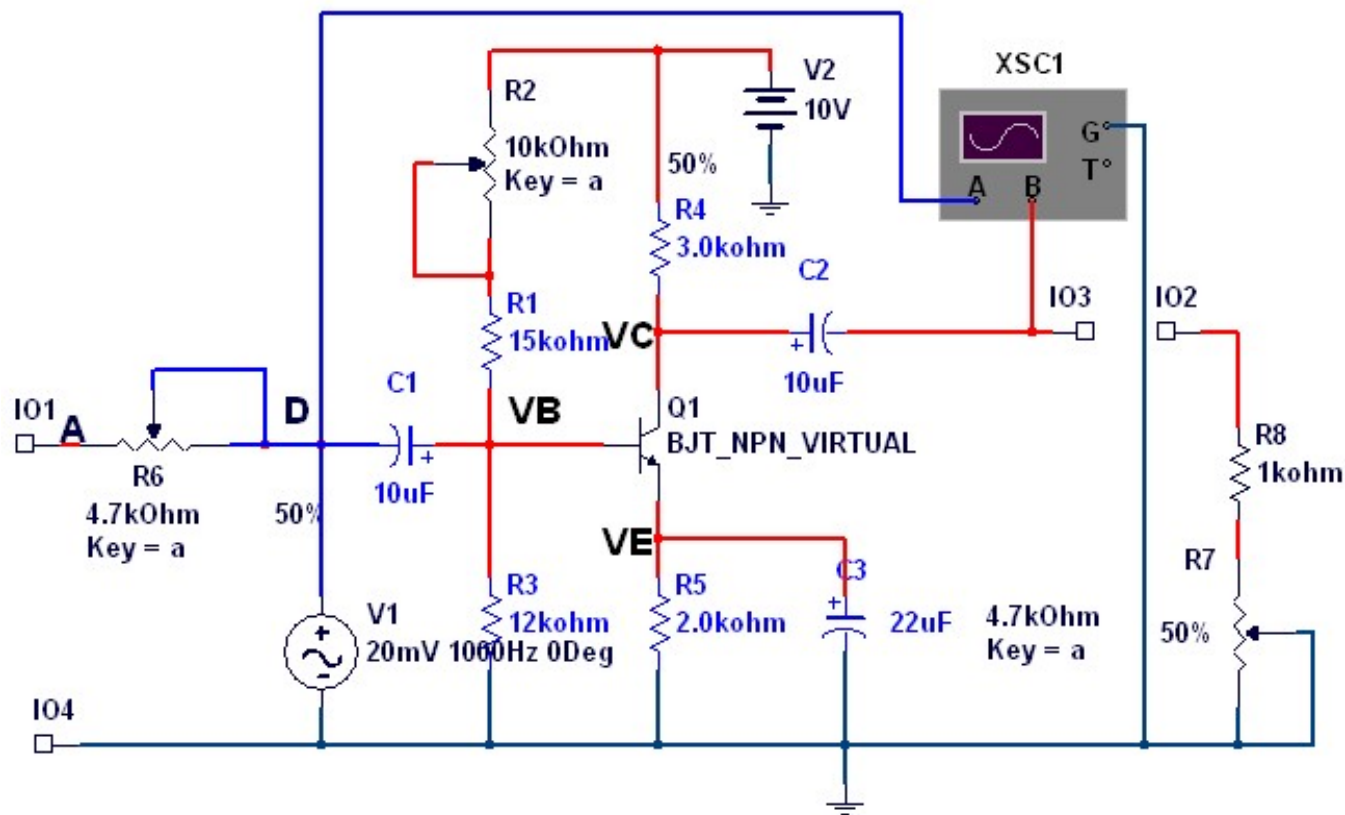 XSC1
V2
10V
R2
10kOhm
Key = a
50%
G
T
A
B
R4
3.0kohm
C2
10uF
IO3
IO2
R1
15kohm
VC
C1
10uF
VB
Q1
BJT_NPN_VIRTUAL
IO1
A
D
R6
4.7kOhm
Key = a
50%
R8
1kohm
VE
R3
12kohm
R5
2.0kohm
C3
22uF
4.7kOhm
Key = a
R7
50%
V1
20mV 1000Hz 0Deg
IO4